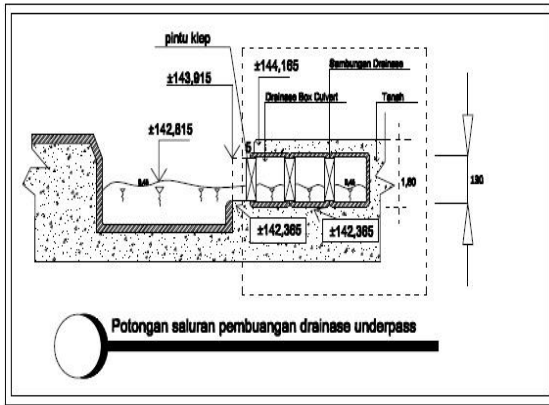 pintu klep
±144,165
Sambungan Drainase
±143,915
Drainase Box Culvert
Tanah
±142,815
1,60
130
±142,365
±142,365
Potongan saluran pembuangan drainase underpass